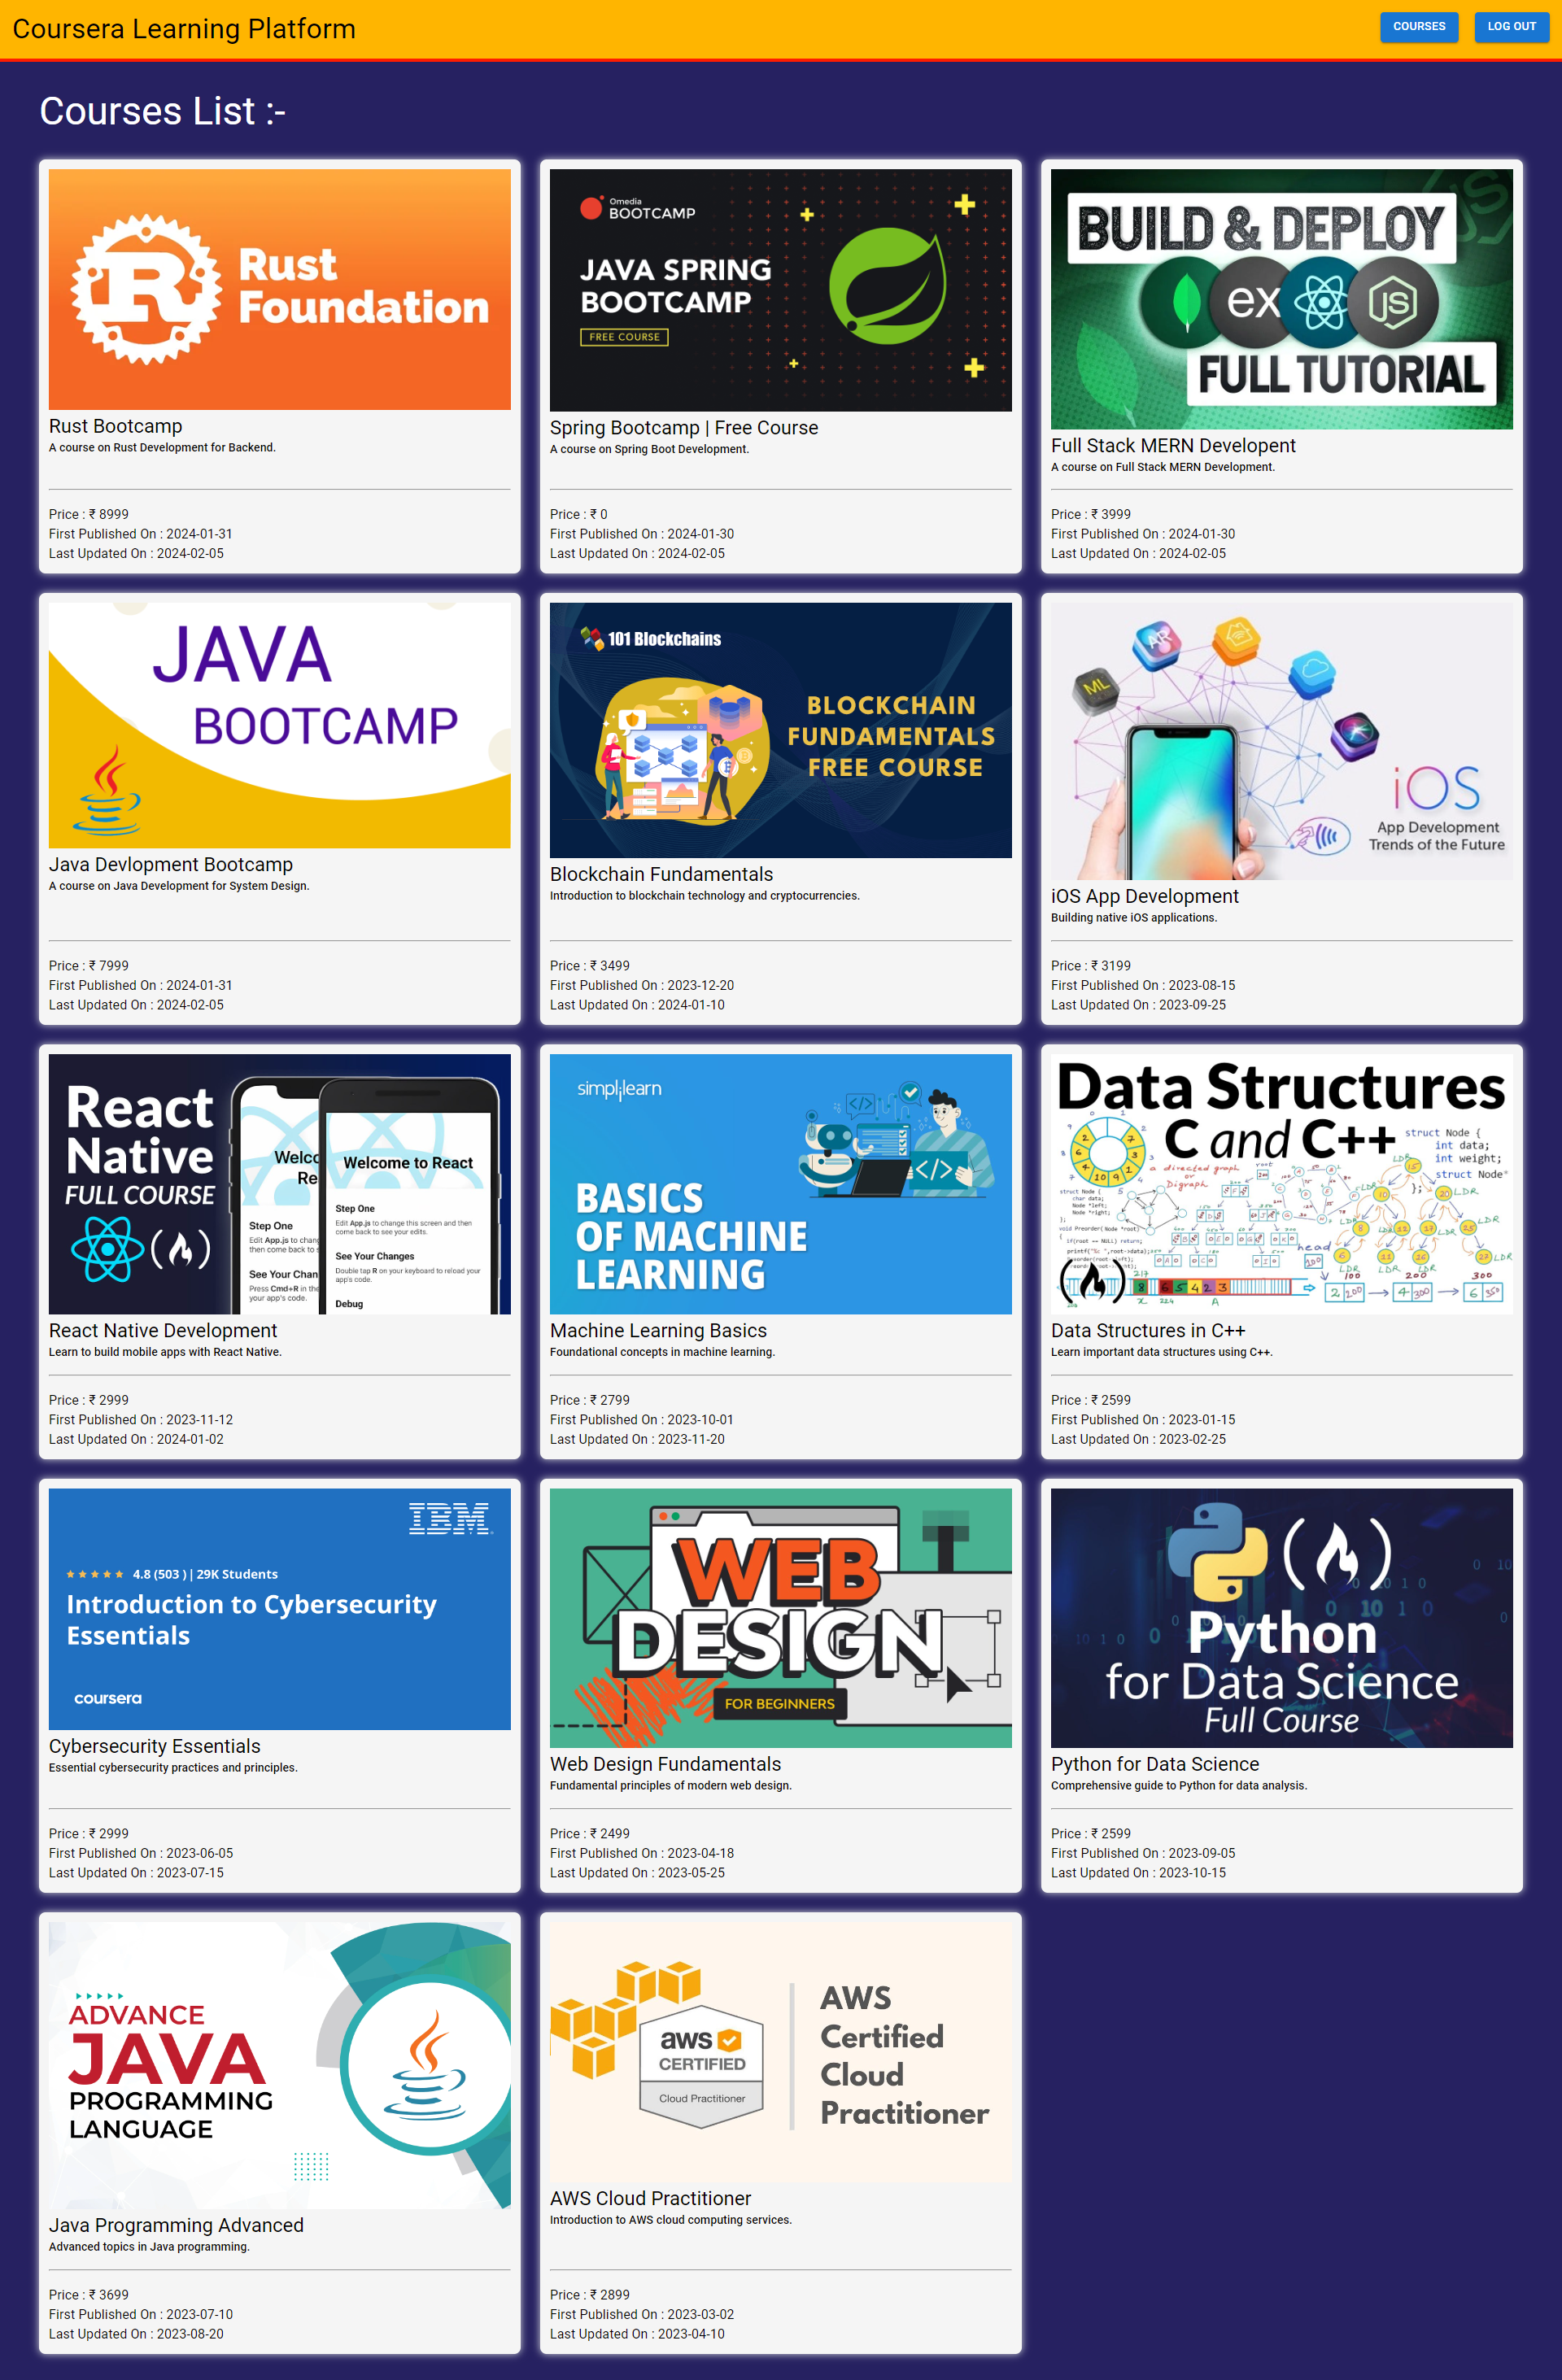 Coursera Learning Platform
COURSES
LOG OUT
Courses List :-
Rust
Foundation
Rust Bootcamp
A course on Rust Development for Backend.
Price : ₹ 8999
First Published On : 2024-01-31
Last Updated On : 2024-02-05
Omedia
BOOTCAMP
JAVA SPRING
BOOTCAMP
FREE COURSE
Spring Bootcamp | Free Course
A course on Spring Boot Development.
Price : ₹ 0
First Published On : 2024-01-30
Last Updated On : 2024-02-05
BUILD & DEPLOY
ex
JS
FULL TUTORIAL
Full Stack MERN Developent
A course on Full Stack MERN Development.
Price : ₹ 3999
First Published On : 2024-01-30
Last Updated On : 2024-02-05
JAVA
BOOTCAMP
Java Devlopment Bootcamp
A course on Java Development for System Design.
Price : ₹ 7999
First Published On : 2024-01-31
Last Updated On : 2024-02-05
101 Blockchains
BLOCKCHAIN
FUNDAMENTALS
FREE COURSE
Blockchain Fundamentals
Introduction to blockchain technology and cryptocurrencies.
Price : ₹ 3499
First Published On : 2023-12-20
Last Updated On : 2024-01-10
AR
ML
iOS
App Development
Trends of the Future
iOS App Development
Building native iOS applications.
Price : ₹ 3199
First Published On : 2023-08-15
Last Updated On : 2023-09-25
React
Native
FULL COURSE
Welcome to React
Step One
Edit App.js to change this screen and then
come back to see your edits.
See Your Changes
Double tap R on your keyboard to reload your
app's code.
Debug
React Native Development
Learn to build mobile apps with React Native.
Price : ₹ 2999
First Published On : 2023-11-12
Last Updated On : 2024-01-02
simplilearn
BASICS
OF MACHINE
LEARNING
Machine Learning Basics
Foundational concepts in machine learning.
Price : ₹ 2799
First Published On : 2023-10-01
Last Updated On : 2023-11-20
Data Structures
C and C++
struct Node {
int data;
int weight;
struct Node*
};
a directed graph
or
Digraph
root
head
Data Structures in C++
Learn important data structures using C++.
Price : ₹ 2599
First Published On : 2023-01-15
Last Updated On : 2023-02-25
IBM
4.8 (503 ) | 29K Students
Introduction to Cybersecurity
Essentials
coursera
Cybersecurity Essentials
Essential cybersecurity practices and principles.
Price : ₹ 2999
First Published On : 2023-06-05
Last Updated On : 2023-07-15
WEB
DESIGN
FOR BEGINNERS
Web Design Fundamentals
Fundamental principles of modern web design.
Price : ₹ 2499
First Published On : 2023-04-18
Last Updated On : 2023-05-25
Python
for Data Science
Full Course
Python for Data Science
Comprehensive guide to Python for data analysis.
Price : ₹ 2599
First Published On : 2023-09-05
Last Updated On : 2023-10-15
ADVANCE
JAVA
PROGRAMMING
LANGUAGE
Java Programming Advanced
Advanced topics in Java programming.
Price : ₹ 3699
First Published On : 2023-07-10
Last Updated On : 2023-08-20
aws
CERTIFIED
Cloud Practitioner
AWS
Certified
Cloud
Practitioner
AWS Cloud Practitioner
Introduction to AWS cloud computing services.
Price : ₹ 2899
First Published On : 2023-03-02
Last Updated On : 2023-04-10